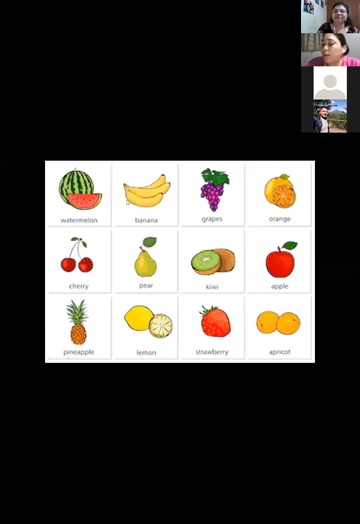 watermelon banana grapes orange
cherry pear kiwi apple
pineapple lemon strawberry apricot